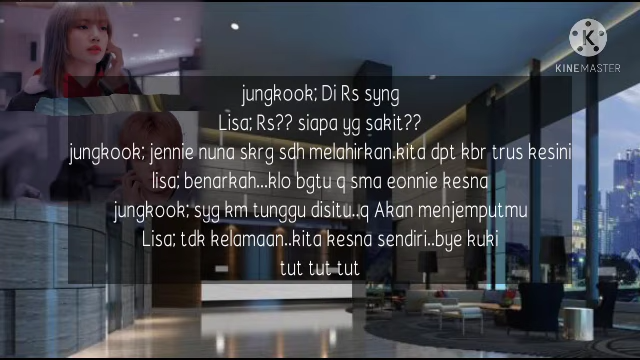 KINEMASTER
jungkook; Di Rs syng
Lisa; Rs?? siapa yg sakit??
jungkook; jennie nuna skrg sdh melahirkan.kita dpt kbr trus kesini
lisa; benarkah...klo bgtu q sma eonnie kesna
jungkook; syg km tunggu disitu..q Akan menjemputmu
Lisa; tdk kelamaan..kita kesna sendiri..bye kuki
tut tut tut